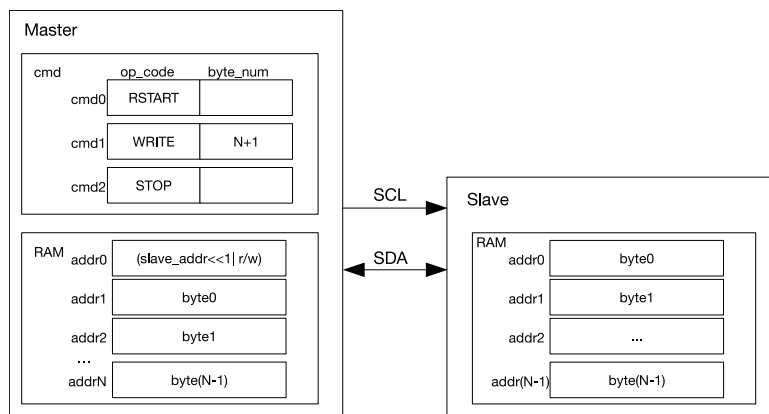 Master
cmd op_code byte_num
cmd0 RSTART
cmd1 WRITE N+1
cmd2 STOP
RAM
addr0 (slave_addr<<1| r/w)
addr1 byte0
addr2 byte1
...
addrN byte(N-1)
SCL
SDA
Slave
RAM
addr0 byte0
addr1 byte1
addr2 ...
addr(N-1) byte(N-1)